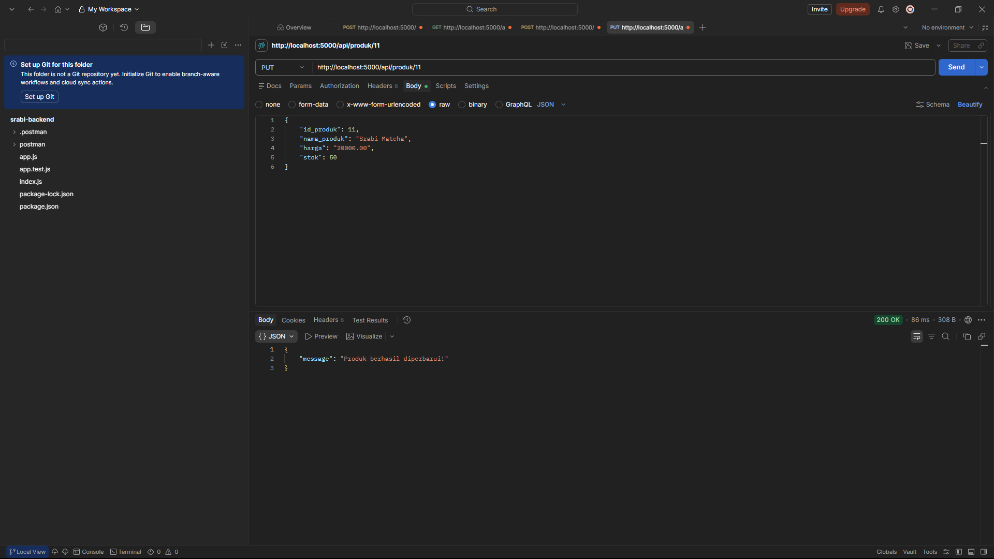 My Workspace
Search
Invite
Upgrade
Overview
POST http://localhost:5000/
GET http://localhost:5000/a
POST http://localhost:5000/
PUT http://localhost:5000/a
No environment
http://localhost:5000/api/produk/11
Save
Share
Set up Git for this folder
This folder is not a Git repository yet. Initialize Git to enable branch-aware
workflows and cloud sync actions.
Set up Git
PUT
http://localhost:5000/api/produk/11
Send
Docs
Params
Authorization
Headers 8
Body
Scripts
Settings
none
form-data
x-www-form-urlencoded
raw
binary
GraphQL
JSON
Schema
Beautify
srabi-backend
.postman
postman
app.js
app.test.js
index.js
package-lock.json
package.json
1 {
2 "id_produk": 11,
3 "nama_produk": "Srabi Matcha",
4 "harga": "20000.00",
5 "stok": 50
6 }
Body
Cookies
Headers 8
Test Results
200 OK
86 ms
308 B
{} JSON
Preview
Visualize
1 {
2 "message": "Produk berhasil diperbarui!"
3 }
Local View
Console
Terminal
0
0
Globals
Vault
Tools